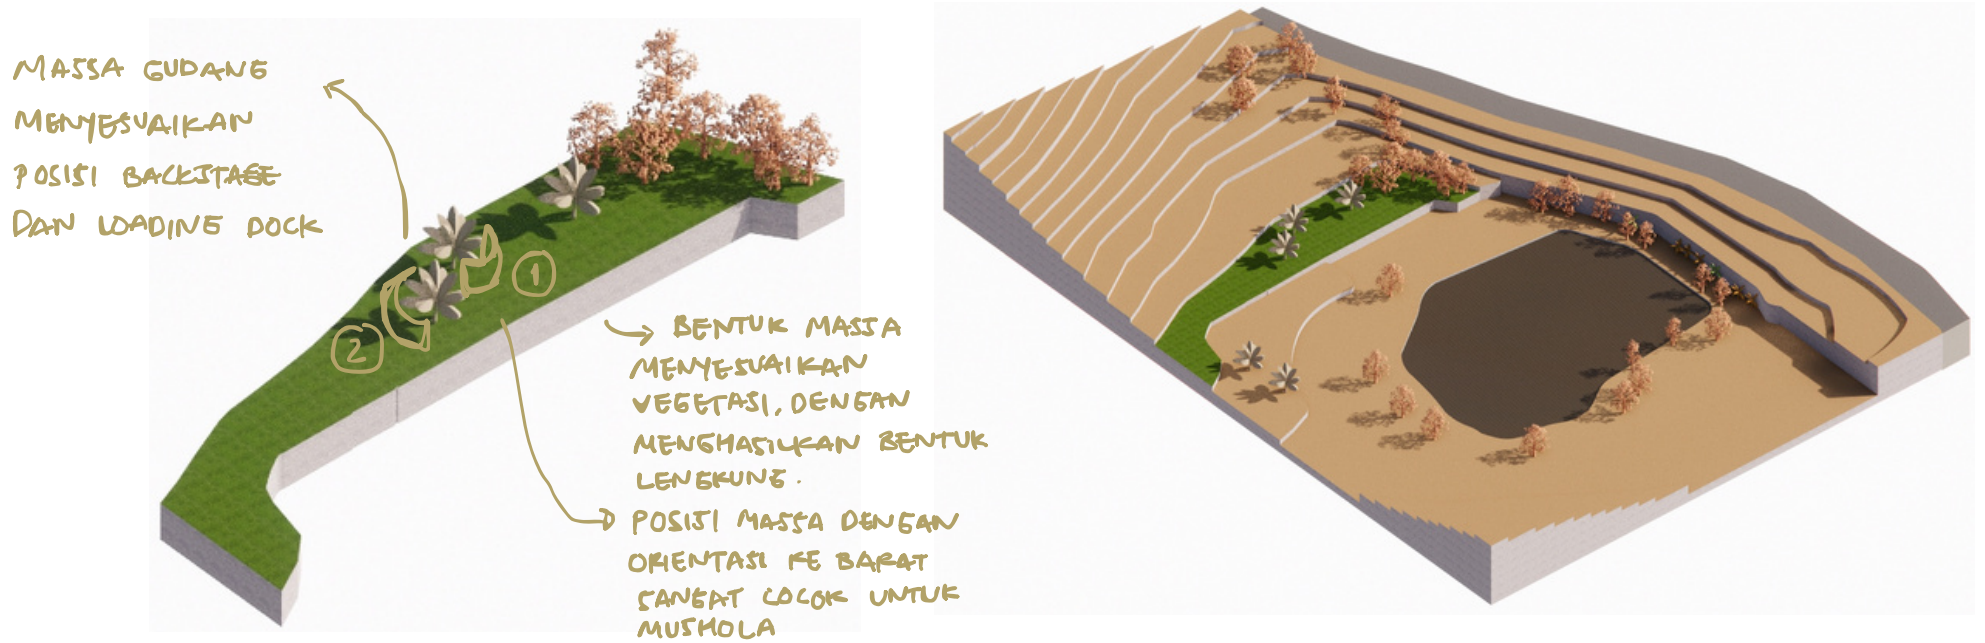 MASSA GUDANG
MENYESUAIKAN
POSISI BACKSTAGE
DAN LOADING DOCK
1
2
BENTUK MASSA
MENYESUAIKAN
VEGETASI, DENGAN
MENGHASILKAN BENTUK
LENGKUNG.
POSISI MASSA DENGAN
ORIENTASI KE BARAT
SANGAT COCOK UNTUK
MUSHOLA